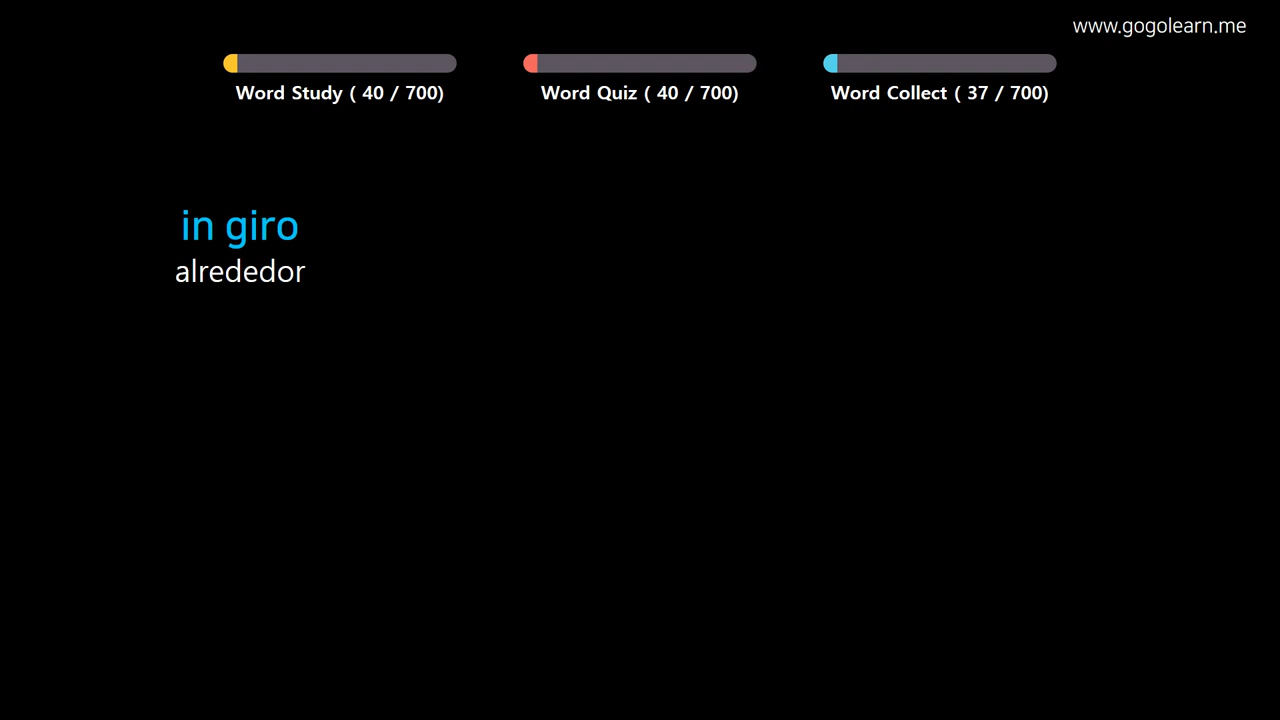 www.gogolearn.me
Word Study ( 40 / 700)
Word Quiz ( 40 / 700)
Word Collect ( 37 / 700)
in giro
alrededor